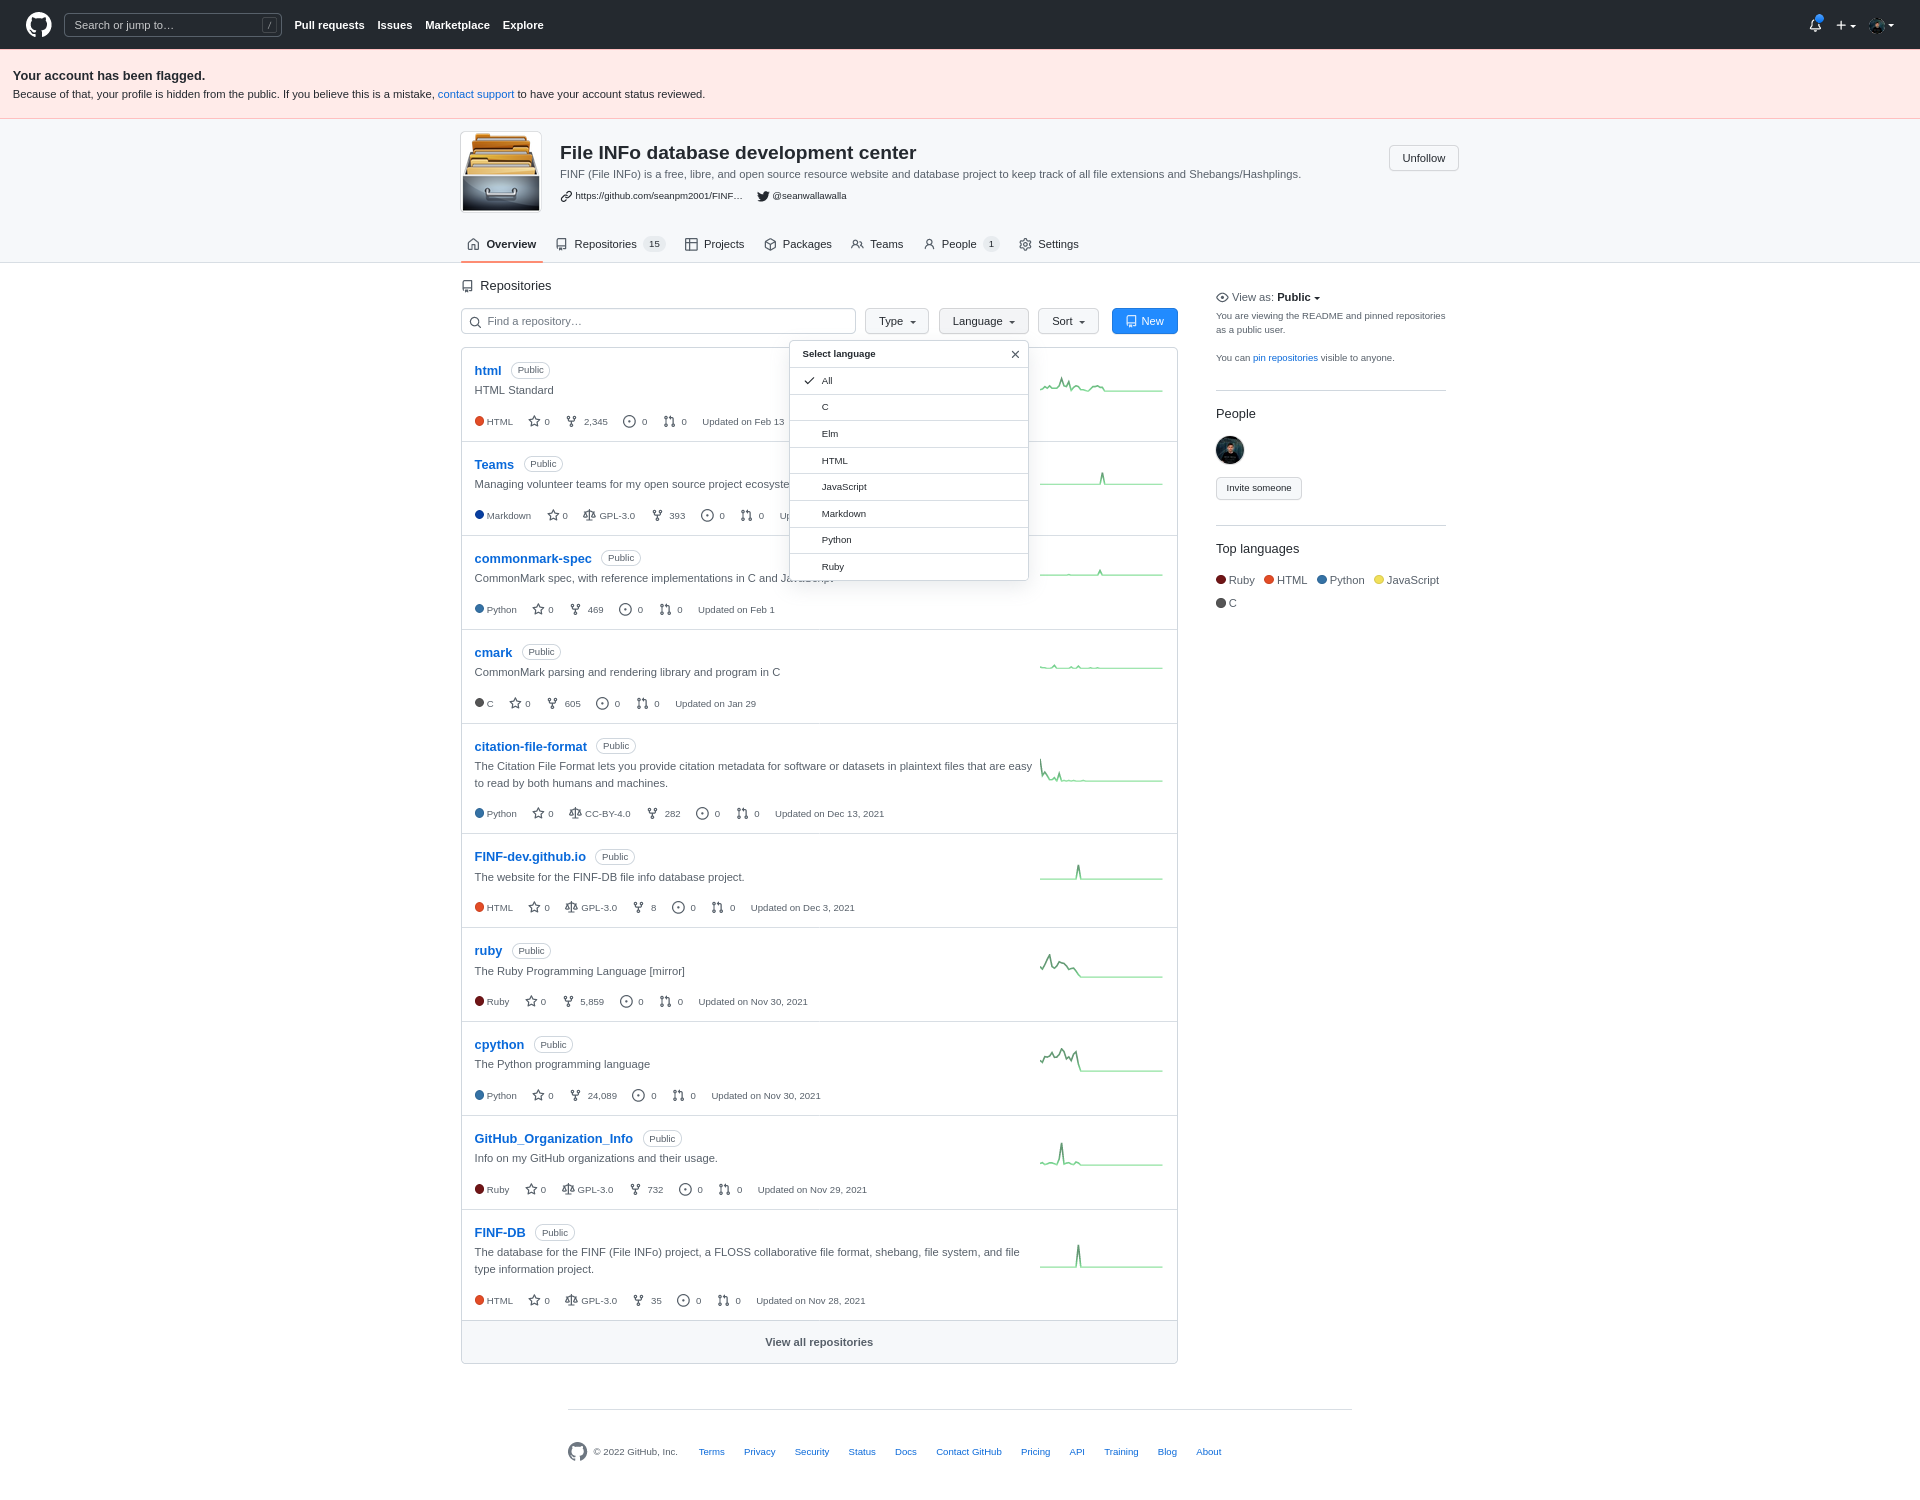 Search or jump to… /
Pull requests Issues Marketplace Explore
Your account has been flagged.
Because of that, your profile is hidden from the public. If you believe this is a mistake, contact support to have your account status reviewed.
File INFo database development center
Unfollow
FINF (File INFo) is a free, libre, and open source resource website and database project to keep track of all file extensions and Shebangs/Hashplings.
https://github.com/seanpm2001/FINF… @seanwallawalla
Overview Repositories 15 Projects Packages Teams People 1 Settings
Repositories
Find a repository…
Type Language Sort New
Select language
All
C
Elm
HTML
JavaScript
Markdown
Python
Ruby
html Public
HTML Standard
HTML 0 2,345 0 0 Updated on Feb 13
Teams Public
Managing volunteer teams for my open source project
Markdown 0 GPL-3.0 393 0 0
commonmark-spec Public
CommonMark spec, with reference implementations in C and JavaScript
Python 0 469 0 0 Updated on Feb 1
cmark Public
CommonMark parsing and rendering library and program in C
C 0 605 0 0 Updated on Jan 29
citation-file-format Public
The Citation File Format lets you provide citation metadata for software or datasets in plaintext files that are easy
to read by both humans and machines.
Python 0 CC-BY-4.0 282 0 0 Updated on Dec 13, 2021
FINF-dev.github.io Public
The website for the FINF-DB file info database project.
HTML 0 GPL-3.0 8 0 0 Updated on Dec 3, 2021
ruby Public
The Ruby Programming Language [mirror]
Ruby 0 5,859 0 0 Updated on Nov 30, 2021
cpython Public
The Python programming language
Python 0 24,089 0 0 Updated on Nov 30, 2021
GitHub_Organization_Info Public
Info on my GitHub organizations and their usage.
Ruby 0 GPL-3.0 732 0 0 Updated on Nov 29, 2021
FINF-DB Public
The database for the FINF (File INFo) project, a FLOSS collaborative file format, shebang, file system, and file
type information project.
HTML 0 GPL-3.0 35 0 0 Updated on Nov 28, 2021
View all repositories
View as: Public
You are viewing the README and pinned repositories
as a public user.
You can pin repositories visible to anyone.
People
Invite someone
Top languages
Ruby HTML Python JavaScript
C
© 2022 GitHub, Inc. Terms Privacy Security Status Docs Contact GitHub Pricing API Training Blog About